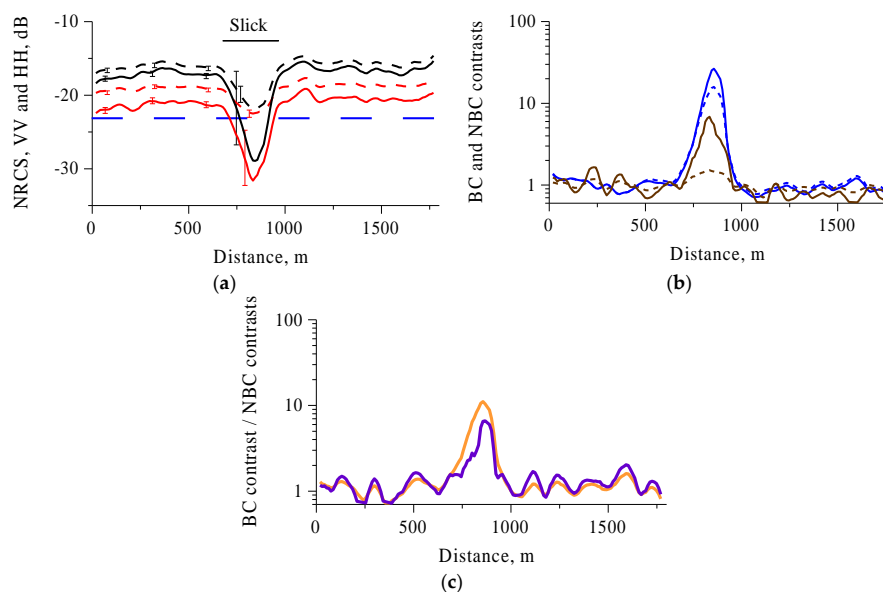 -10
-20
-30
0
500
1000
1500
NRCS, VV and HH, dB
Slick
Distance, m
(a)
100
10
1
0
500
1000
1500
BC and NBC contrasts
Distance, m
(b)
100
10
1
0
500
1000
1500
BC contrast / NBC contrasts
Distance, m
(c)